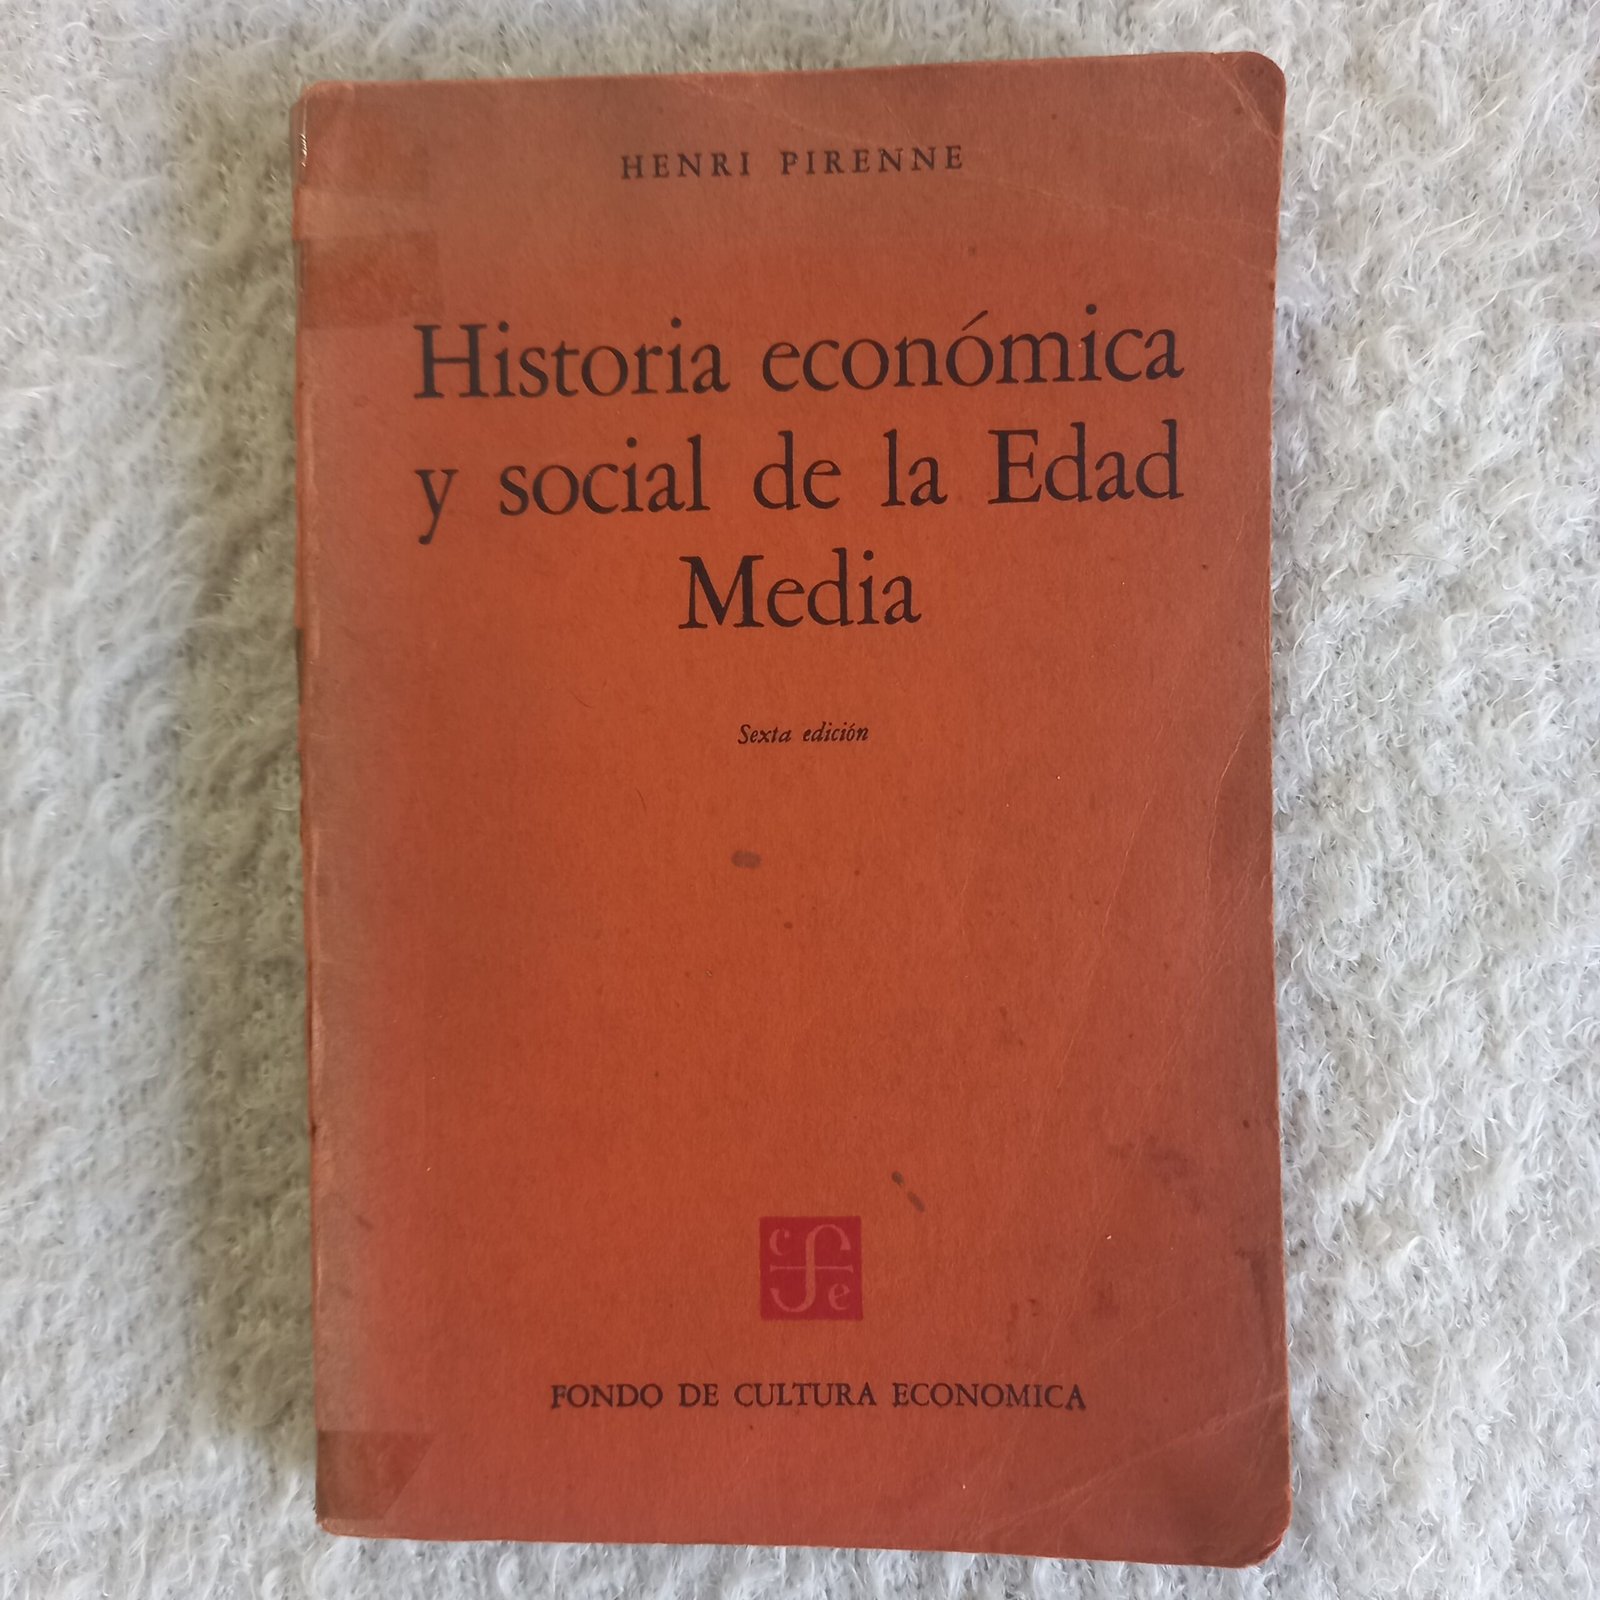 HENRI PIRENNE
Historia económica
y social de la Edad
Media
Sexta edición
c f e
FONDO DE CULTURA ECONOMICA